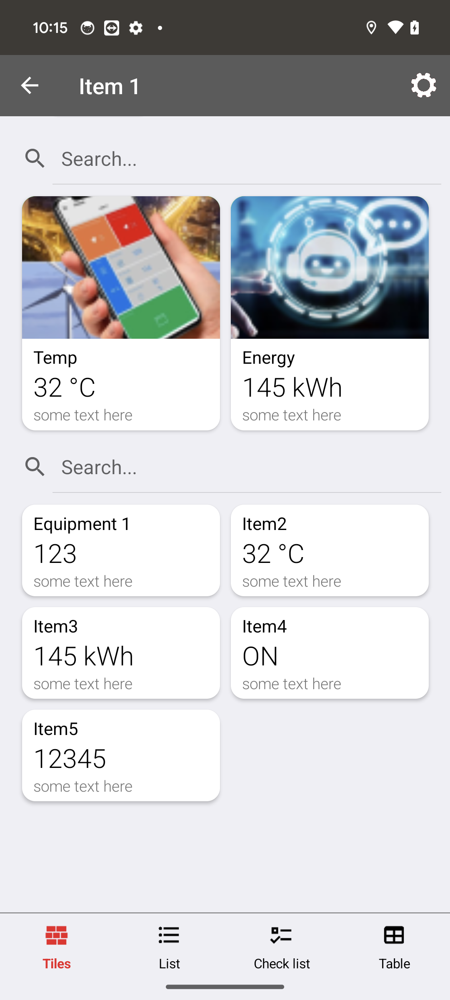 10:15
Item 1
Search...
Temp
32 °C
some text here
Energy
145 kWh
some text here
Search...
Equipment 1
123
some text here
Item2
32 °C
some text here
Item3
145 kWh
some text here
Item4
ON
some text here
Item5
12345
some text here
Tiles
List
Check list
Table